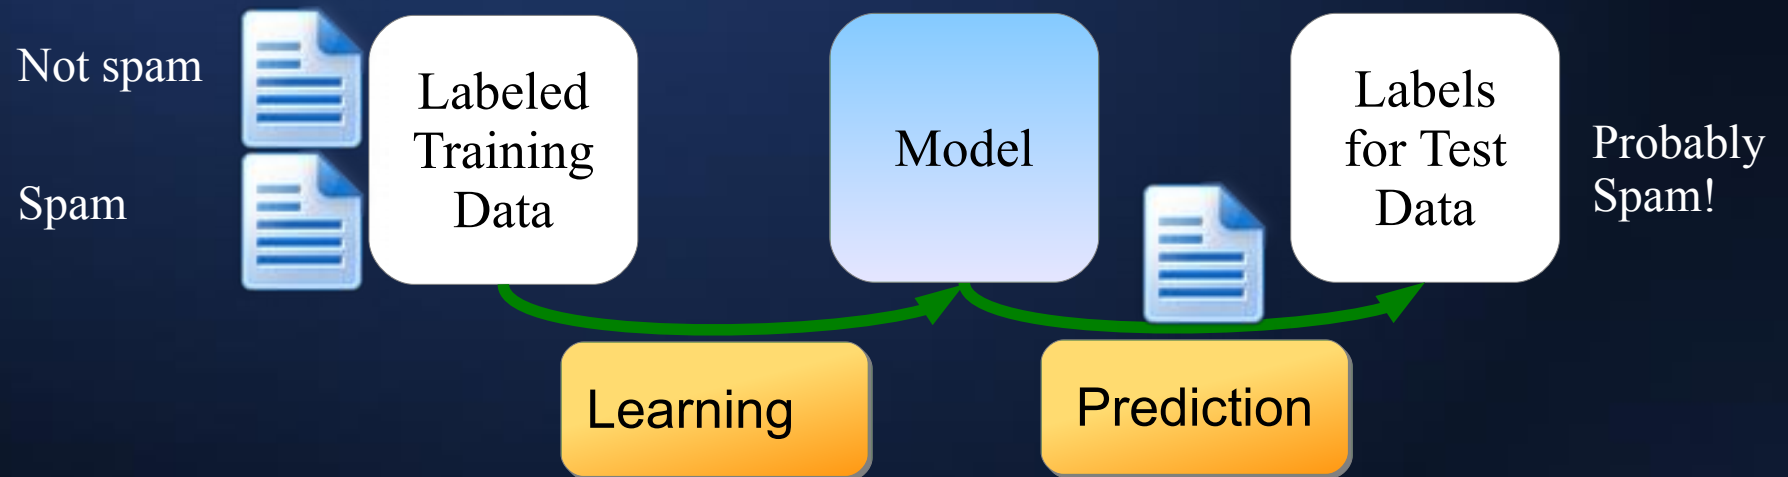 Not spam
Spam
Labeled
Training
Data
Model
Labels
for Test
Data
Probably
Spam!
Learning
Prediction